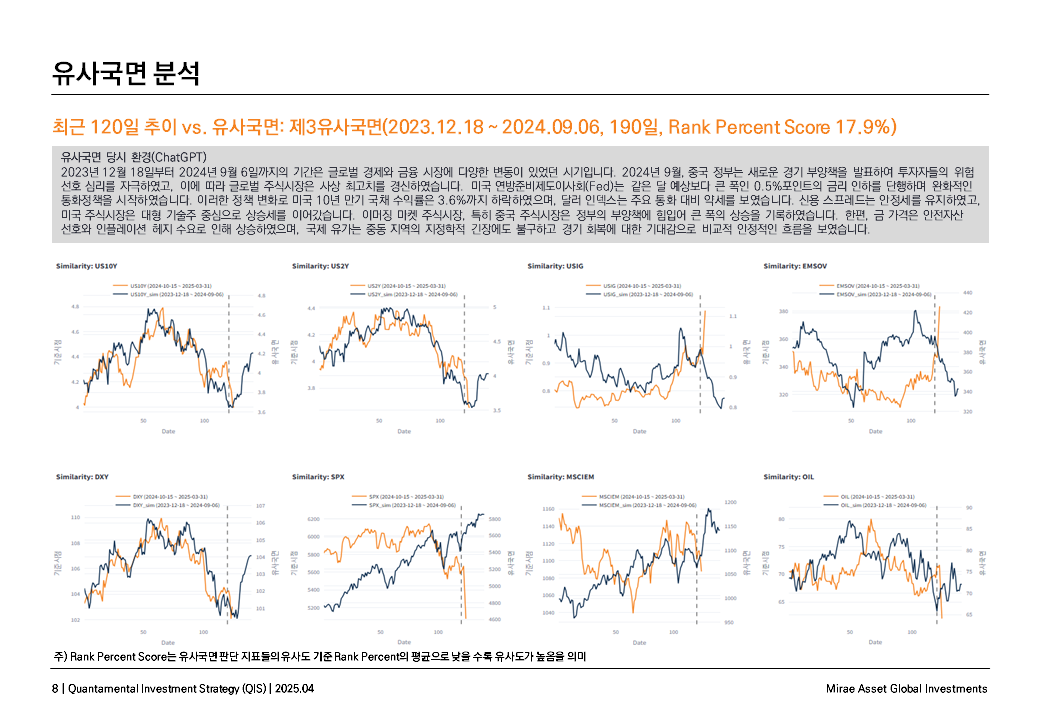 유사국면 분석
최근 120일 추이 vs. 유사국면: 제3유사국면(2023.12.18 ~ 2024.09.06, 190일, Rank Percent Score 17.9%)
유사국면 당시 환경(ChatGPT)
2023년 12월 18일부터 2024년 9월 6일까지의 기간은 글로벌 경제와 금융 시장에 다양한 변동이 있었던 시기입니다. 2024년 9월, 중국 정부는 새로운 경기 부양책을 발표하여 투자자들의 위험
선호 심리를 자극하였고, 이에 따라 글로벌 주식시장은 사상 최고치를 경신하였습니다. 미국 연방준비제도이사회(Fed)는 같은 달 예상보다 큰 폭인 0.5%포인트의 금리 인하를 단행하며 완화적인
통화정책을 시작하였습니다. 이러한 정책 변화로 미국 10년 만기 국채 수익률은 3.6%까지 하락하였으며, 달러 인덱스는 주요 통화 대비 약세를 보였습니다. 신용 스프레드는 안정세를 유지하였고,
미국 주식시장은 대형 기술주 중심으로 상승세를 이어갔습니다. 이머징 마켓 주식시장, 특히 중국 주식시장은 정부의 부양책에 힘입어 큰 폭의 상승을 기록하였습니다. 한편, 금 가격은 안전자산
선호와 인플레이션 헤지 수요로 인해 상승하였으며, 국제 유가는 중동 지역의 지정학적 긴장에도 불구하고 경기 회복에 대한 기대감으로 비교적 안정적인 흐름을 보였습니다.
Similarity: US10Y
US10Y (2024-10-15 ~ 2025-03-31)
US10Y_sim (2023-12-18 ~ 2024-09-06)
4.8
4.6
4.4
4.2
4
기준시점
4.8
4.6
4.4
4.2
4
3.8
3.6
유사국면
50
100
Date
Similarity: US2Y
US2Y (2024-10-15 ~ 2025-03-31)
US2Y_sim (2023-12-18 ~ 2024-09-06)
4.4
4.2
4
3.8
기준시점
5
4.5
4
3.5
유사국면
50
100
Date
Similarity: USIG
USIG (2024-10-15 ~ 2025-03-31)
USIG_sim (2023-12-18 ~ 2024-09-06)
1.1
1
0.9
0.8
기준시점
1.1
1
0.9
0.8
유사국면
50
100
Date
Similarity: EMSOV
EMSOV (2024-10-15 ~ 2025-03-31)
EMSOV_sim (2023-12-18 ~ 2024-09-06)
380
360
340
320
기준시점
440
420
400
380
360
340
320
유사국면
50
100
Date
Similarity: DXY
DXY (2024-10-15 ~ 2025-03-31)
DXY_sim (2023-12-18 ~ 2024-09-06)
110
108
106
104
102
기준시점
107
106
105
104
103
102
101
유사국면
50
100
Date
Similarity: SPX
SPX (2024-10-15 ~ 2025-03-31)
SPX_sim (2023-12-18 ~ 2024-09-06)
6200
6000
5800
5600
5400
5200
기준시점
5800
5600
5400
5200
5000
4800
4600
유사국면
50
100
Date
Similarity: MSCIEM
MSCIEM (2024-10-15 ~ 2025-03-31)
MSCIEM_sim (2023-12-18 ~ 2024-09-06)
1160
1140
1120
1100
1080
1060
1040
기준시점
1200
1150
1100
1050
1000
950
유사국면
50
100
Date
Similarity: OIL
OIL (2024-10-15 ~ 2025-03-31)
OIL_sim (2023-12-18 ~ 2024-09-06)
80
75
70
65
기준시점
90
85
80
75
70
65
유사국면
50
100
Date
주) Rank Percent Score는 유사국면 판단 지표들의 유사도 기준 Rank Percent의 평균으로 낮을 수록 유사도가 높음을 의미
8 | Quantamental Investment Strategy (QIS) | 2025.04
Mirae Asset Global Investments